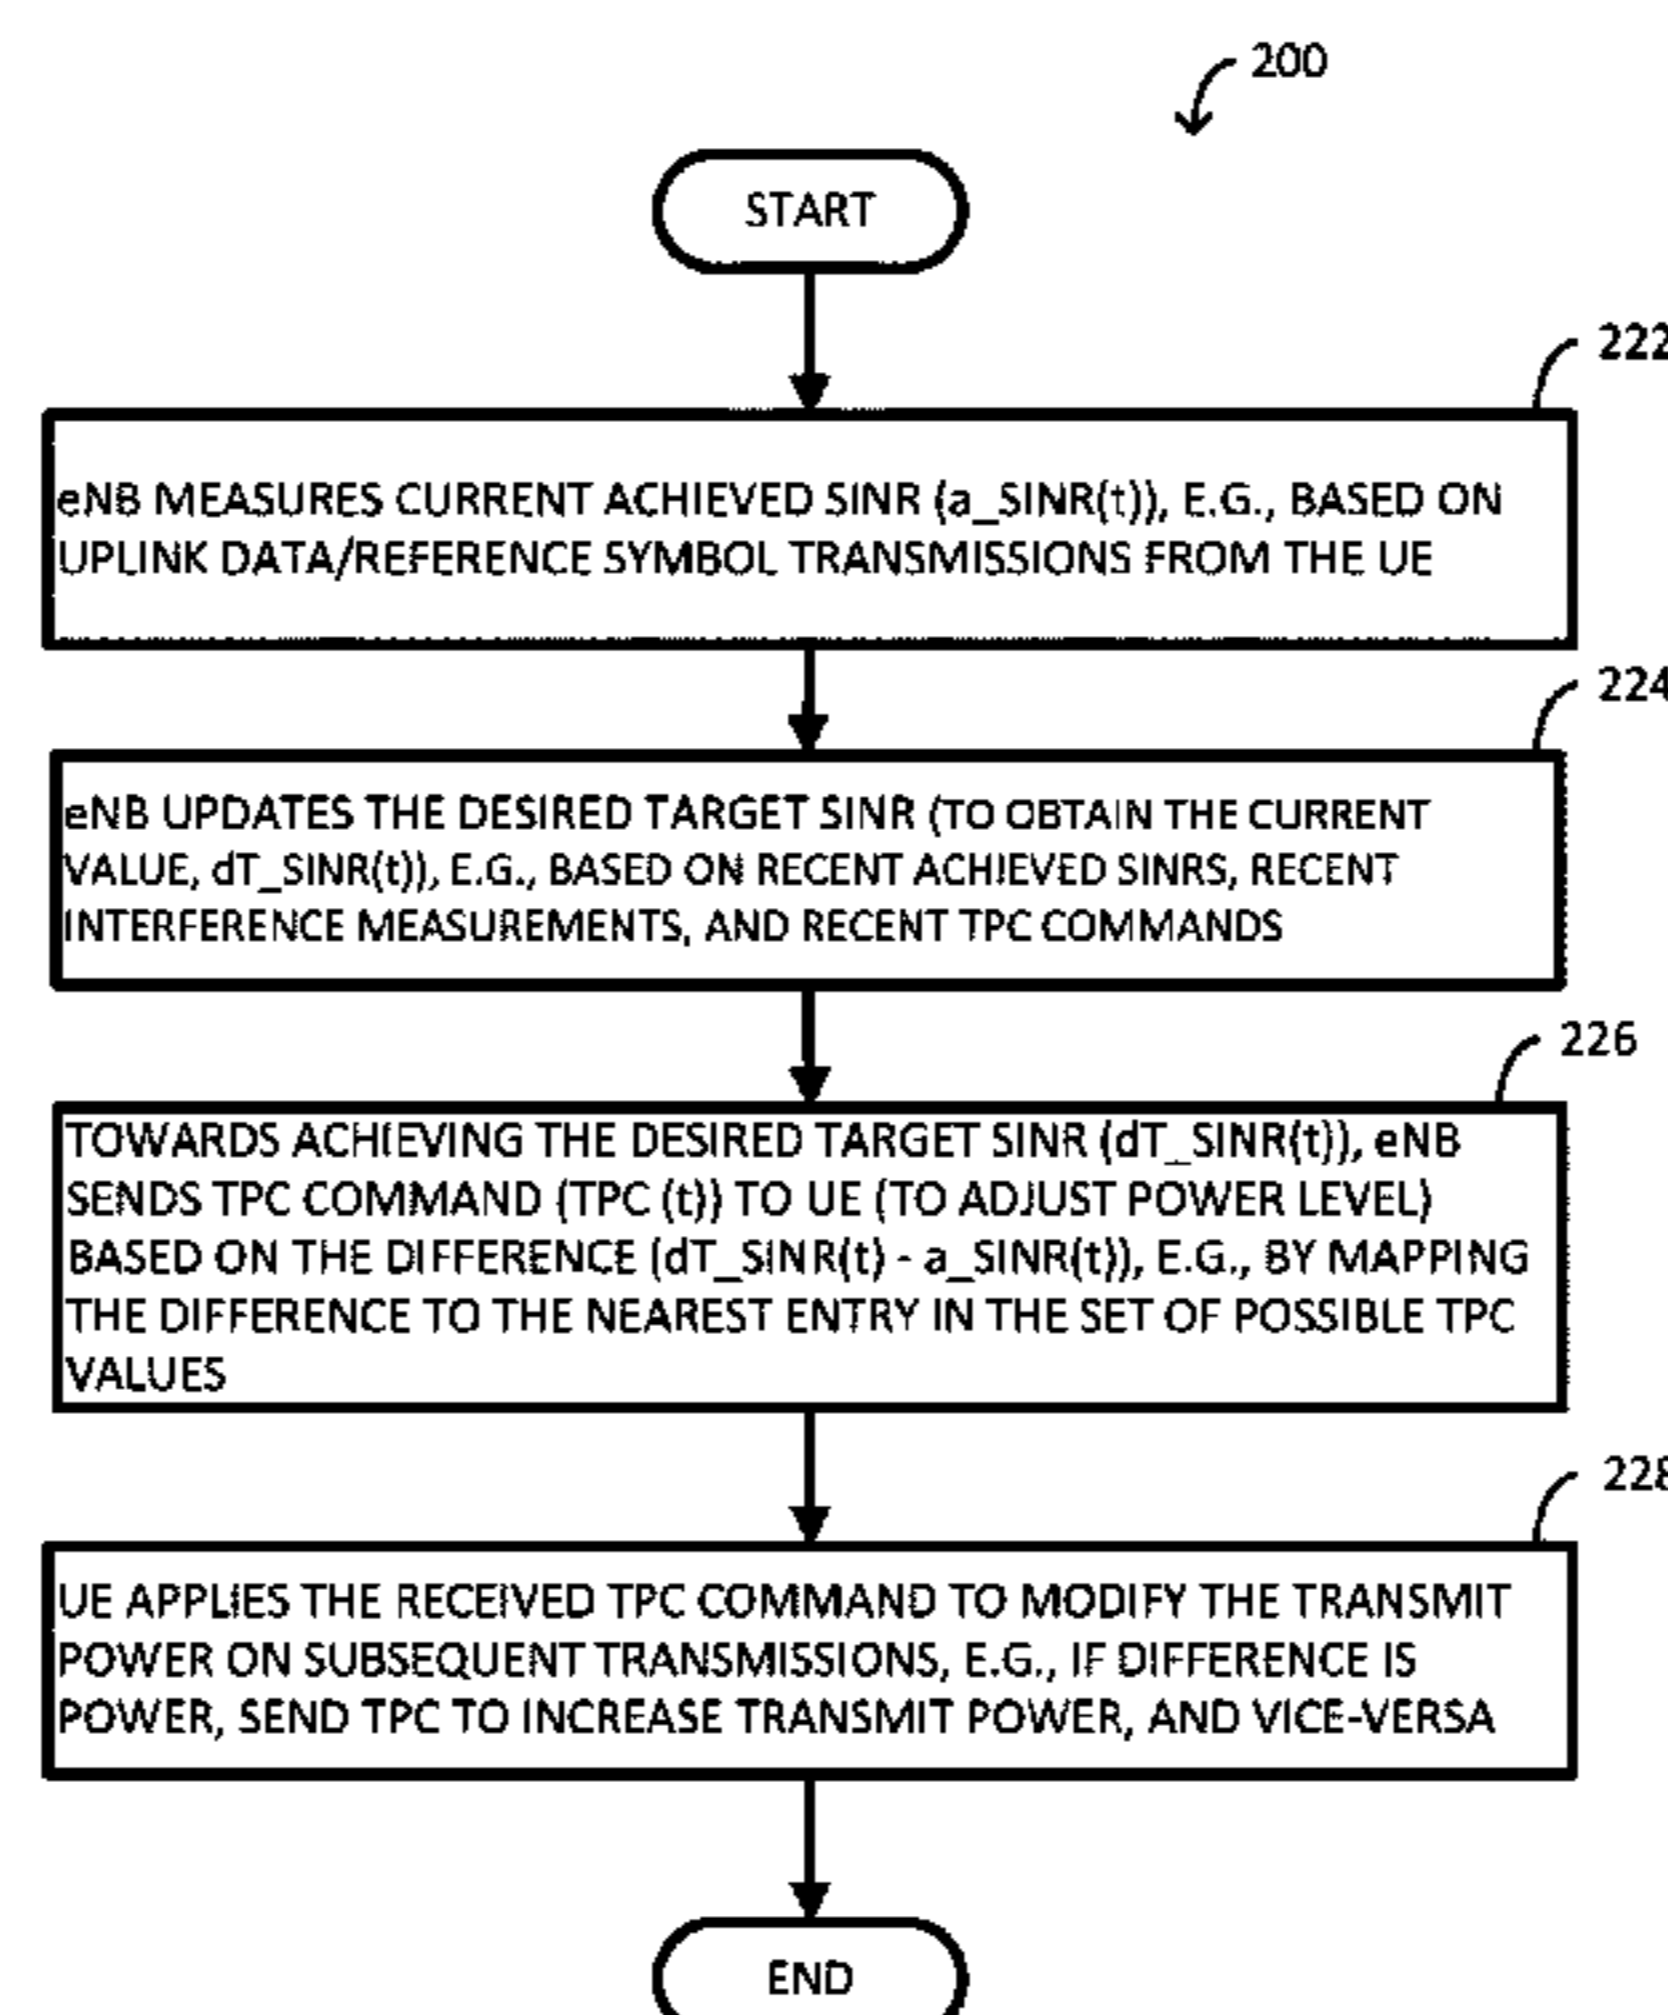 200
START
222
eNB MEASURES CURRENT ACHIEVED SINR (a_SINR(t)), E.G., BASED ON
UPLINK DATA/REFERENCE SYMBOL TRANSMISSIONS FROM THE UE
224
eNB UPDATES THE DESIRED TARGET SINR (TO OBTAIN THE CURRENT
VALUE, dT_SINR(t)), E.G., BASED ON RECENT ACHIEVED SINRS, RECENT
INTERFERENCE MEASUREMENTS, AND RECENT TPC COMMANDS
226
TOWARDS ACHIEVING THE DESIRED TARGET SINR (dT_SINR(t)), eNB
SENDS TPC COMMAND (TPC (t)) TO UE (TO ADJUST POWER LEVEL)
BASED ON THE DIFFERENCE (dT_SINR(t) - a_SINR(t)), E.G., BY MAPPING
THE DIFFERENCE TO THE NEAREST ENTRY IN THE SET OF POSSIBLE TPC
VALUES
228
UE APPLIES THE RECEIVED TPC COMMAND TO MODIFY THE TRANSMIT
POWER ON SUBSEQUENT TRANSMISSIONS, E.G., IF DIFFERENCE IS
POWER, SEND TPC TO INCREASE TRANSMIT POWER, AND VICE-VERSA
END